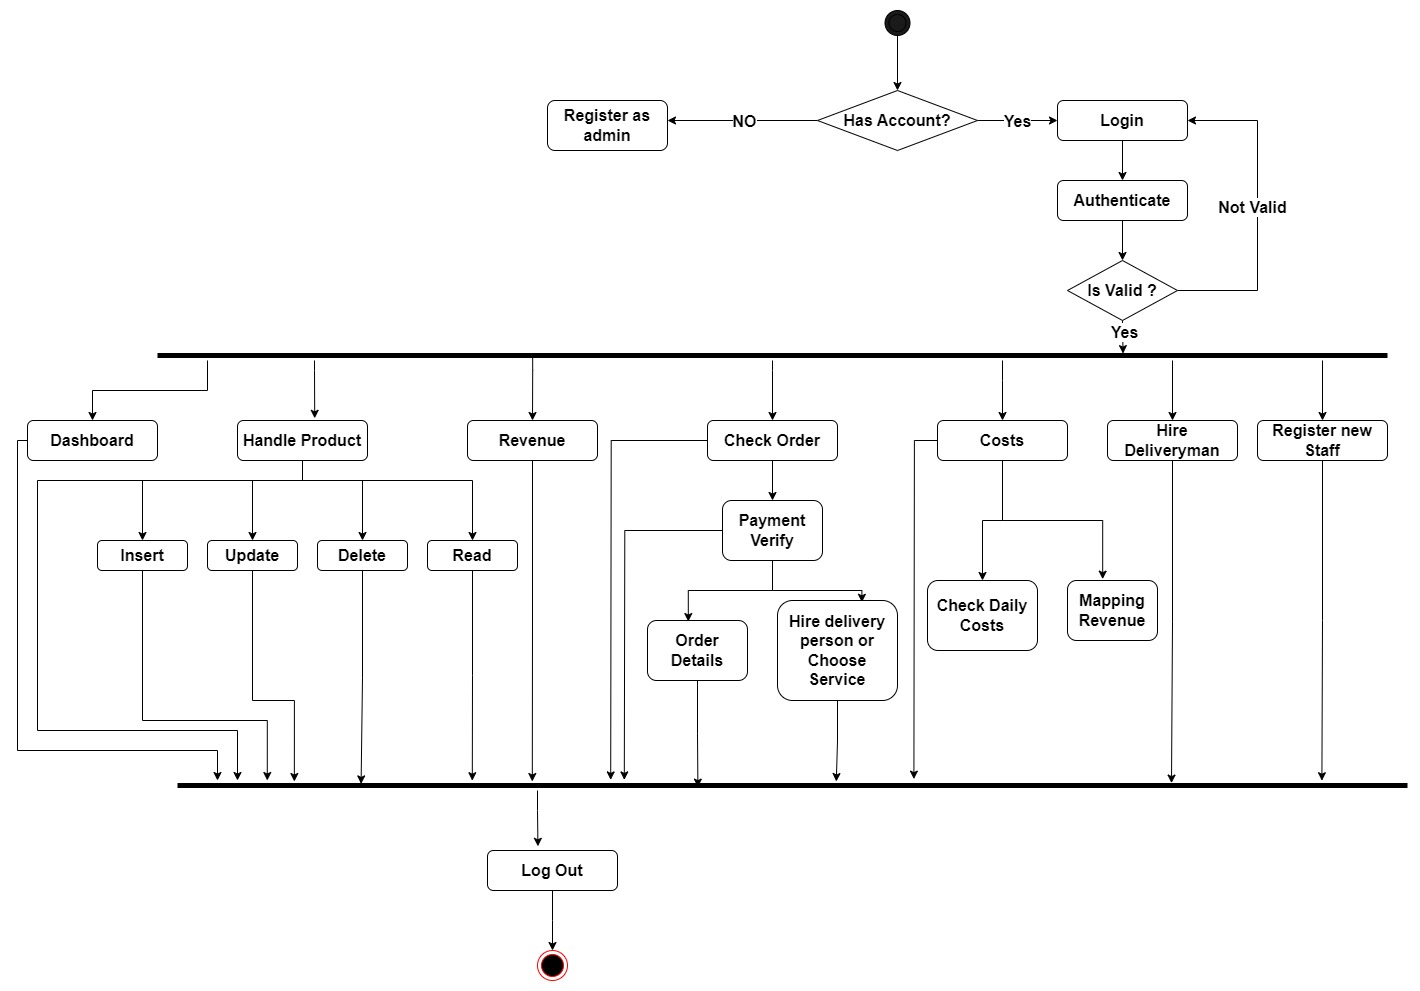 Register as
admin
NO
Has Account?
Yes
Login
Authenticate
Not Valid
Is Valid ?
Yes
Dashboard
Handle Product
Revenue
Check Order
Costs
Hire
Deliveryman
Register new
Staff
Insert
Update
Delete
Read
Payment
Verify
Order
Details
Hire delivery
person or
Choose
Service
Check Daily
Costs
Mapping
Revenue
Log Out